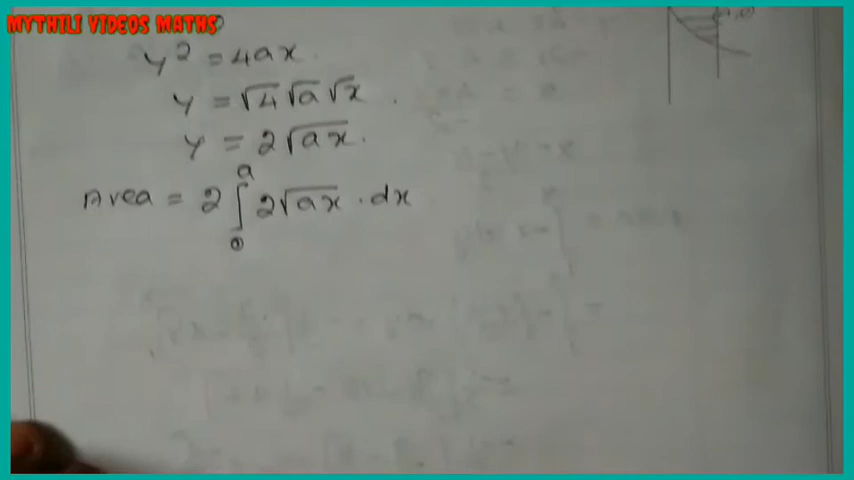 MYTHILI VIDEOS MATHS
y² = 4ax.
y = √4 √a √x .
y = 2√ax.
Area = 2 ∫₀ᵃ 2√ax . dx